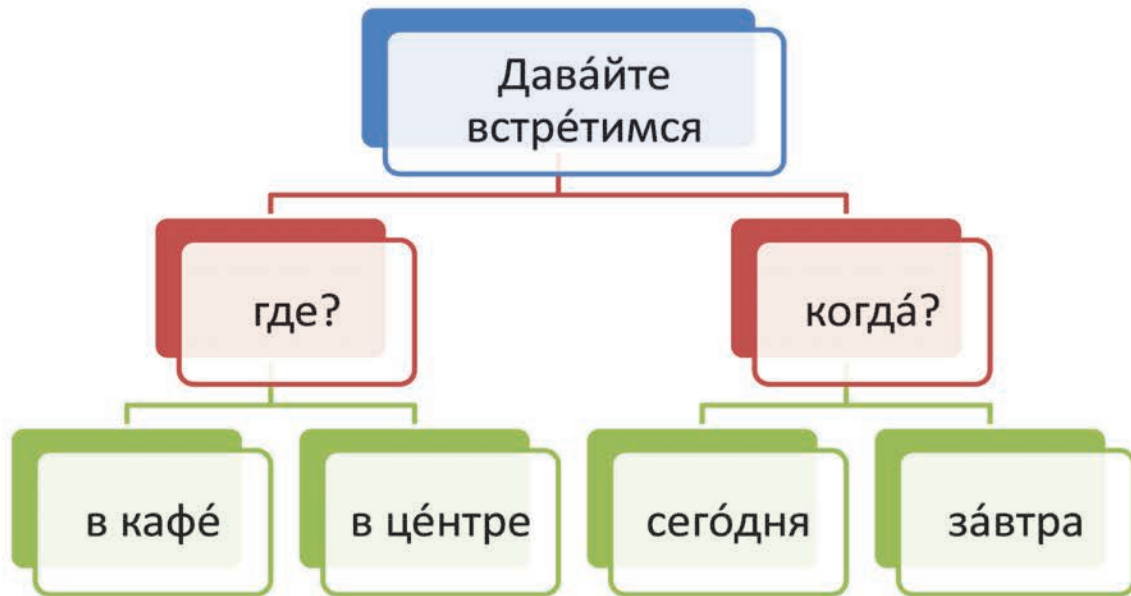 Дава́йте
встре́тимся
где?
когда́?
в кафе́
в це́нтре
сего́дня
за́втра